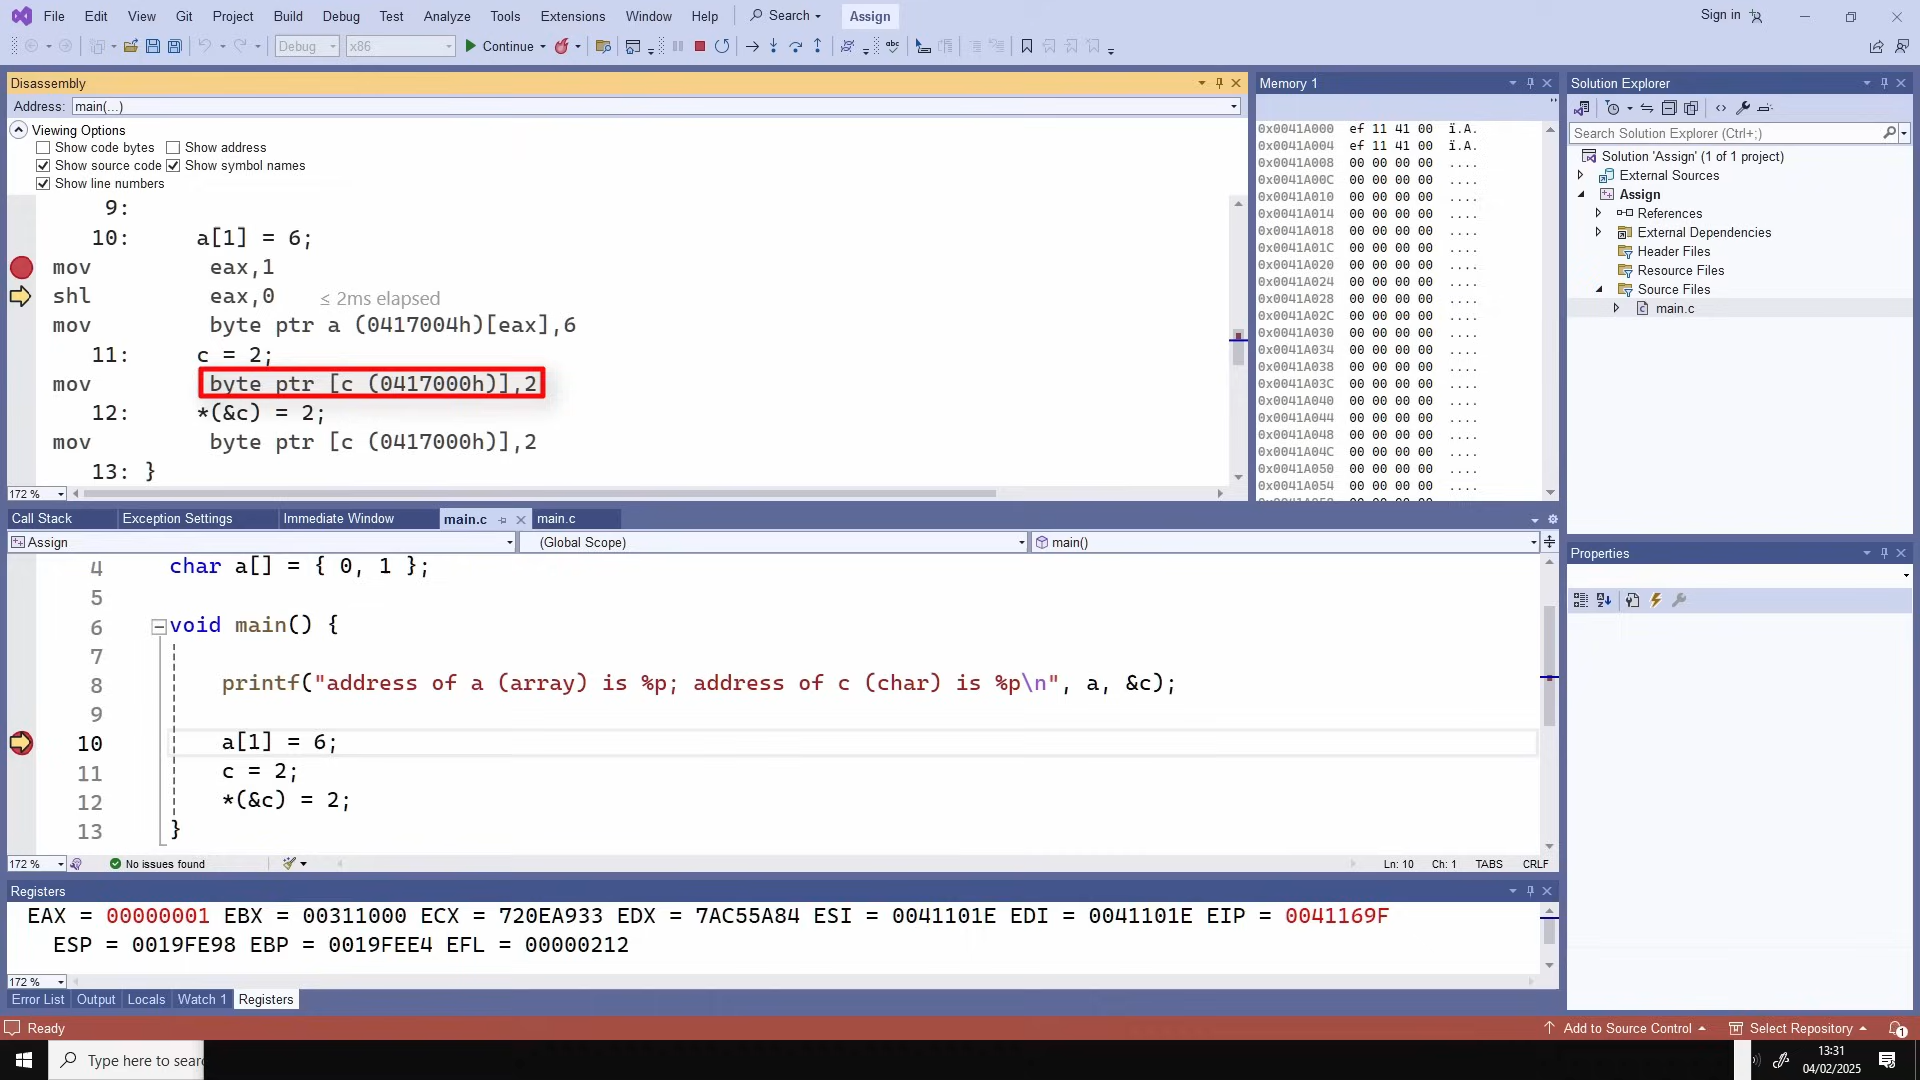 File Edit View Git Project Build Debug Test Analyze Tools Extensions Window Help Search Assign Sign in
Debug x86 Continue
Disassembly
Address: main(...)
Viewing Options
Show code bytes Show address
Show source code Show symbol names
Show line numbers
9:
10: a[1] = 6;
mov eax,1
shl eax,0 ≤ 2ms elapsed
mov byte ptr a (0417004h)[eax],6
11: c = 2;
mov byte ptr [c (0417000h)],2
12: *(&c) = 2;
mov byte ptr [c (0417000h)],2
13: }
172 %
Memory 1
0x0041A000 ef 11 41 00 ï.A.
0x0041A004 ef 11 41 00 ï.A.
0x0041A008 00 00 00 00 ....
0x0041A00C 00 00 00 00 ....
0x0041A010 00 00 00 00 ....
0x0041A014 00 00 00 00 ....
0x0041A018 00 00 00 00 ....
0x0041A01C 00 00 00 00 ....
0x0041A020 00 00 00 00 ....
0x0041A024 00 00 00 00 ....
0x0041A028 00 00 00 00 ....
0x0041A02C 00 00 00 00 ....
0x0041A030 00 00 00 00 ....
0x0041A034 00 00 00 00 ....
0x0041A038 00 00 00 00 ....
0x0041A03C 00 00 00 00 ....
0x0041A040 00 00 00 00 ....
0x0041A044 00 00 00 00 ....
0x0041A048 00 00 00 00 ....
0x0041A04C 00 00 00 00 ....
0x0041A050 00 00 00 00 ....
0x0041A054 00 00 00 00 ....
Solution Explorer
Search Solution Explorer (Ctrl+;)
Solution 'Assign' (1 of 1 project)
External Sources
Assign
References
External Dependencies
Header Files
Resource Files
Source Files
main.c
Call Stack Exception Settings Immediate Window main.c main.c
Assign (Global Scope) main()
4 char a[] = { 0, 1 };
5
6 void main() {
7
8 printf("address of a (array) is %p; address of c (char) is %p\n", a, &c);
9
10 a[1] = 6;
11 c = 2;
12 *(&c) = 2;
13 }
172 % No issues found Ln: 10 Ch: 1 TABS CRLF
Properties
Registers
EAX = 00000001 EBX = 00311000 ECX = 720EA933 EDX = 7AC55A84 ESI = 0041101E EDI = 0041101E EIP = 0041169F
ESP = 0019FE98 EBP = 0019FEE4 EFL = 00000212
172 %
Error List Output Locals Watch 1 Registers
Ready Add to Source Control Select Repository 1
Type here to sear
13:31
04/02/2025